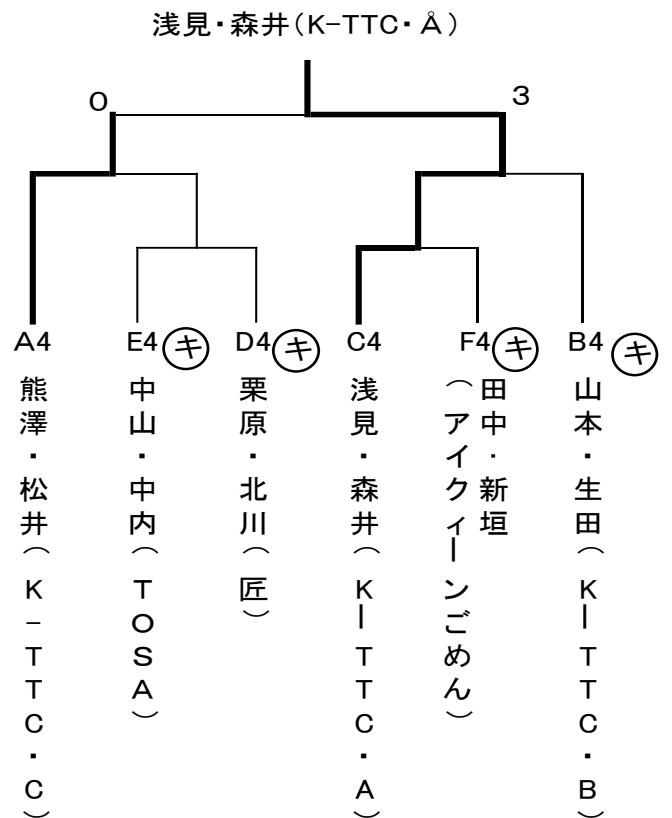 浅見・森井(K-TTC・Å)
0
3
A4
E4
キ
D4
キ
C4
F4
キ
B4
キ
熊澤・松井(K-TTC・C)
中山・中内(TOSA)
栗原・北川(匠)
浅見・森井(K-TTC・A)
田中・新垣
(アイクィーンごめん)
山本・生田(K-TTC・B)